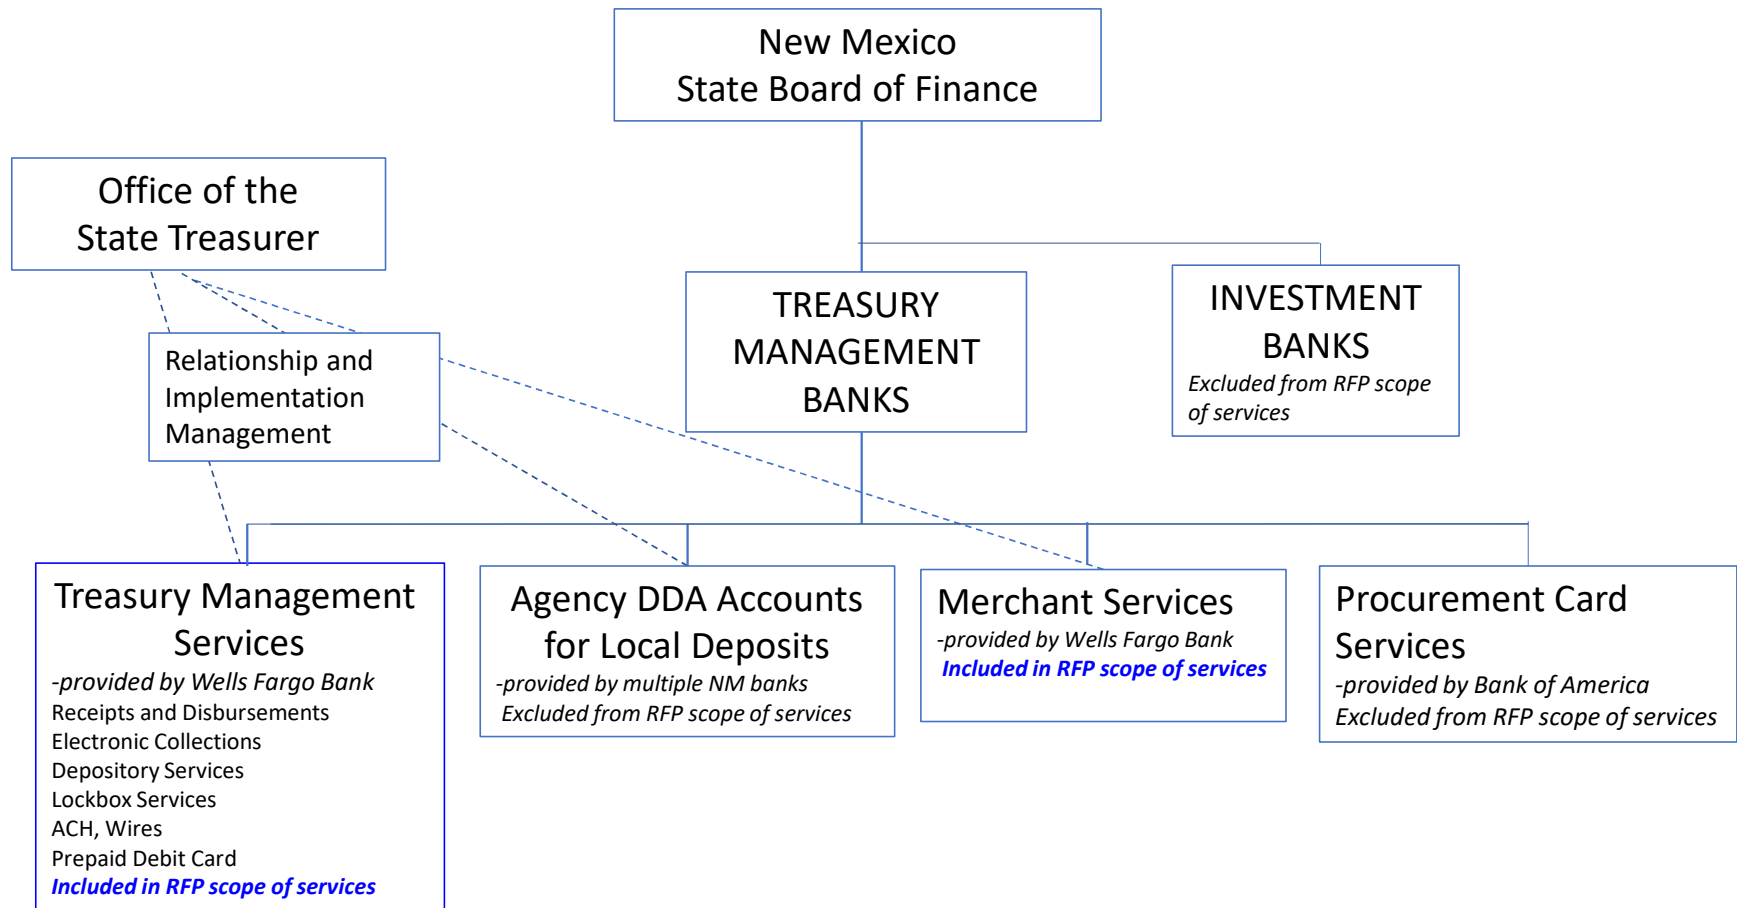 New Mexico
State Board of Finance
Office of the
State Treasurer
Relationship and
Implementation
Management
TREASURY
MANAGEMENT
BANKS
INVESTMENT
BANKS
Excluded from RFP scope
of services
Treasury Management
Services
-provided by Wells Fargo Bank
Receipts and Disbursements
Electronic Collections
Depository Services
Lockbox Services
ACH, Wires
Prepaid Debit Card
Included in RFP scope of services
Agency DDA Accounts
for Local Deposits
-provided by multiple NM banks
Excluded from RFP scope of services
Merchant Services
-provided by Wells Fargo Bank
Included in RFP scope of services
Procurement Card
Services
-provided by Bank of America
Excluded from RFP scope of services